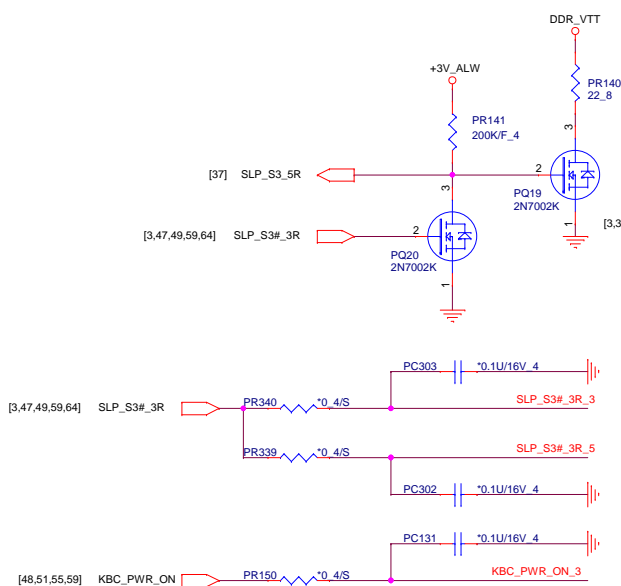 DDR_VTT
+3V_ALW
PR140
22_8
PR141
200K/F_4
3
[37] SLP_S3_5R
2
3
PQ19
2N7002K
1
[3,3
[3,47,49,59,64] SLP_S3#_3R
2
PQ20
2N7002K
1
PC303 *0.1U/16V_4
[3,47,49,59,64] SLP_S3#_3R
PR340 *0_4/S
SLP_S3#_3R_3
PR339 *0_4/S
SLP_S3#_3R_5
PC302 *0.1U/16V_4
PC131 *0.1U/16V_4
[48,51,55,59] KBC_PWR_ON
PR150 *0_4/S
KBC_PWR_ON_3